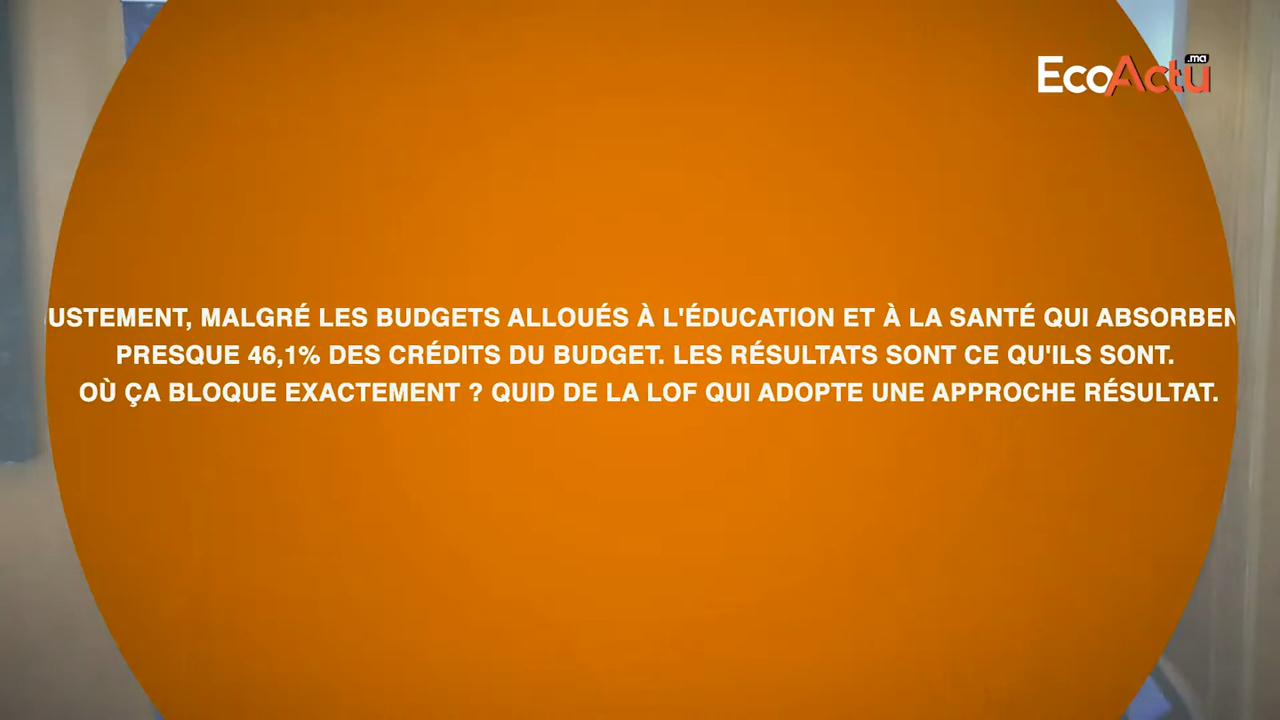 EcoActu
.ma
USTEMENT, MALGRÉ LES BUDGETS ALLOUÉS À L'ÉDUCATION ET À LA SANTÉ QUI ABSORBEN
PRESQUE 46,1% DES CRÉDITS DU BUDGET. LES RÉSULTATS SONT CE QU'ILS SONT.
OÙ ÇA BLOQUE EXACTEMENT ? QUID DE LA LOF QUI ADOPTE UNE APPROCHE RÉSULTAT.